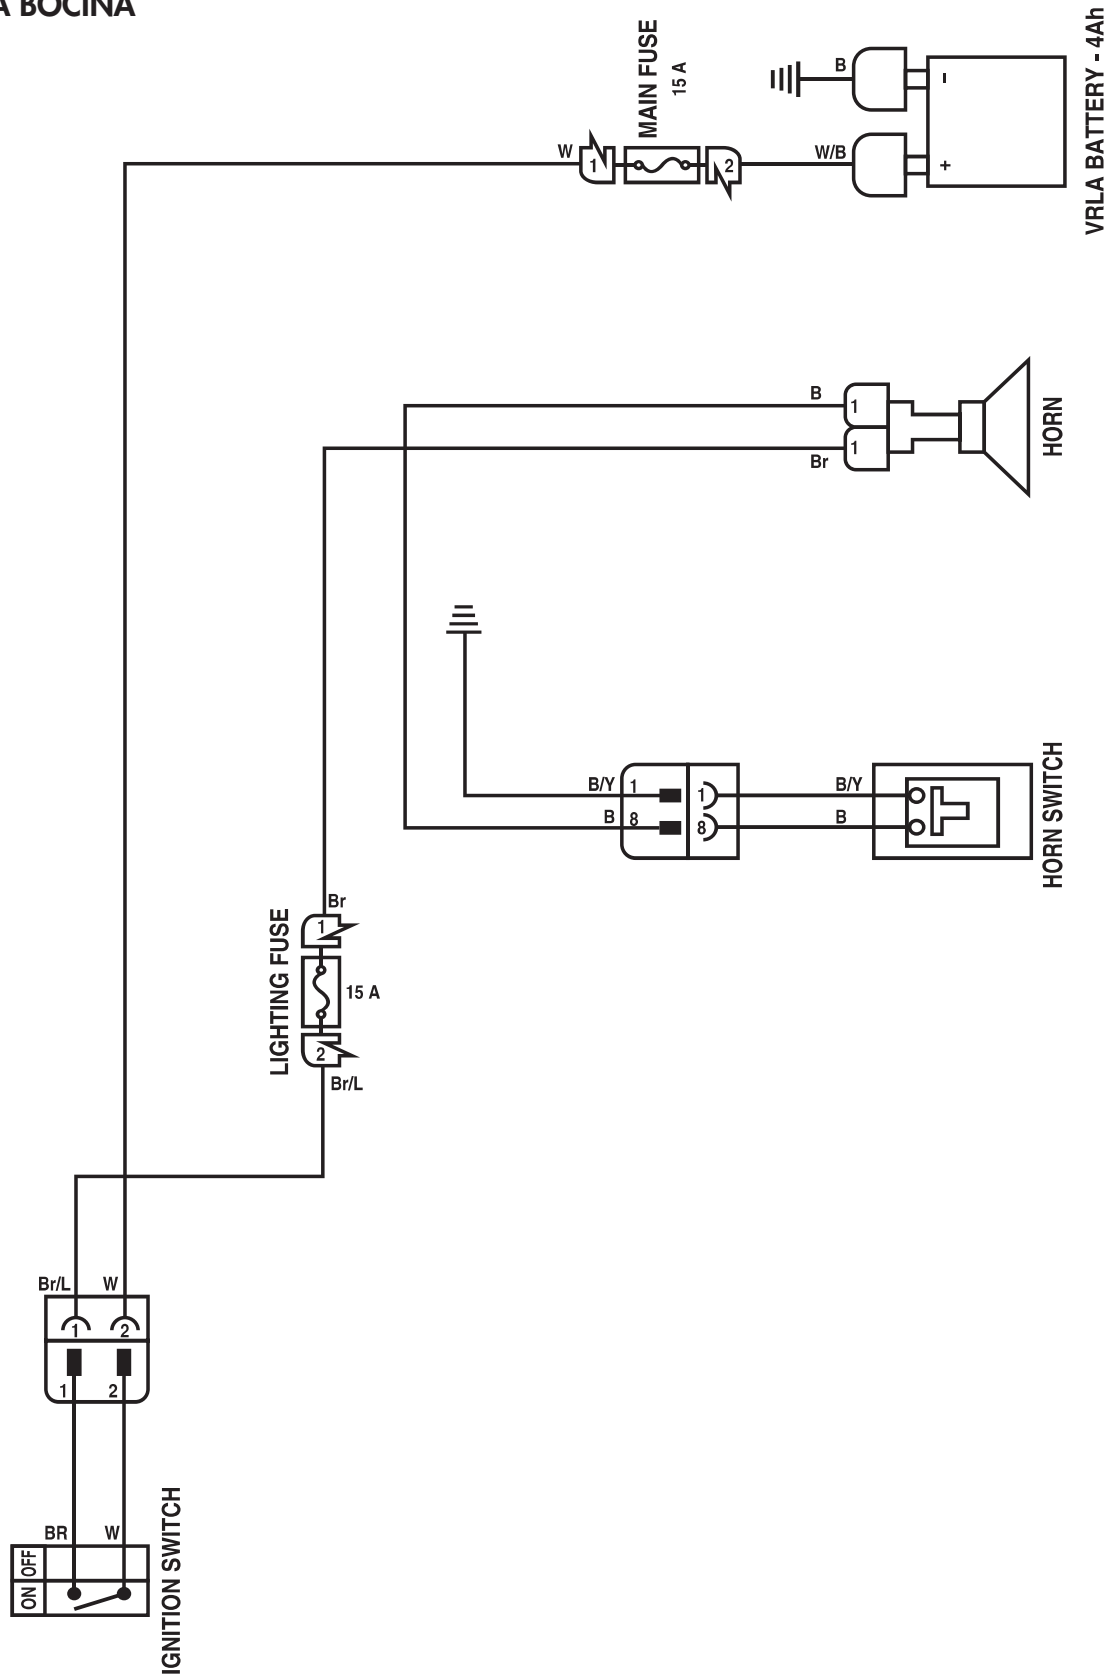 A BOCINA
MAIN FUSE
15 A
W
1
2
W/B
B
-
+
VRLA BATTERY - 4Ah
B
1
1
Br
HORN
B/Y
1
1
B/Y
B
8
8
B
HORN SWITCH
Br
1
LIGHTING FUSE
15 A
2
Br/L
Br/L
W
1
2
1
2
BR
W
ON
OFF
IGNITION SWITCH